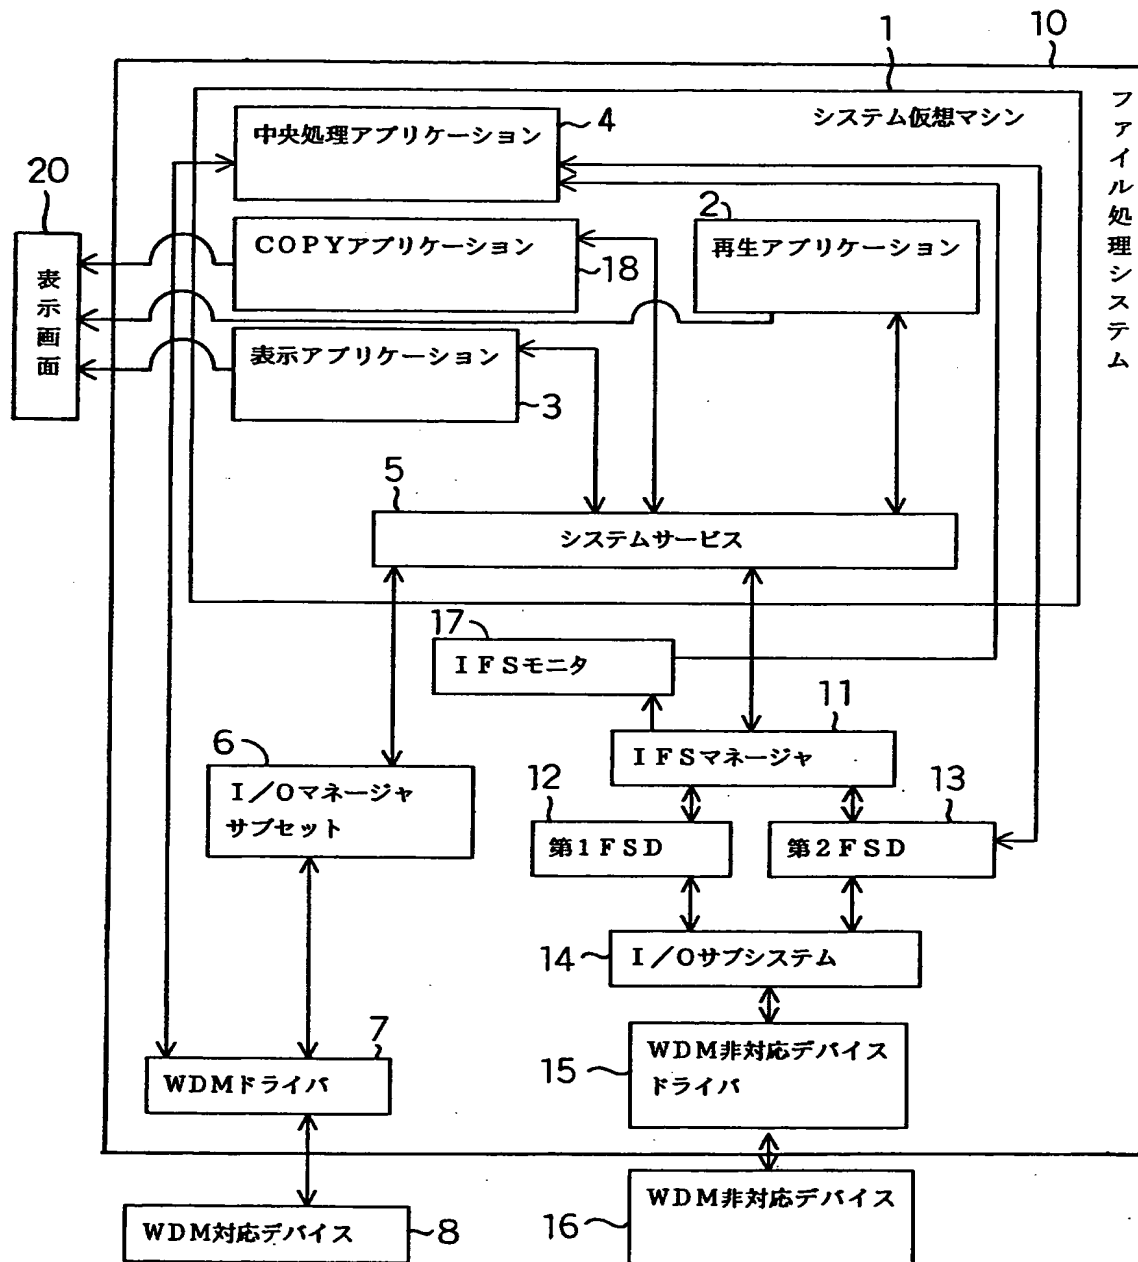 10
1
ファイル処理システム
システム仮想マシン
中央処理アプリケーション
4
20
表示画面
COPYアプリケーション
18
2
再生アプリケーション
表示アプリケーション
3
5
システムサービス
17
IFSモニタ
11
IFSマネージャ
6
I/Oマネージャ
サブセット
12
第1FSD
13
第2FSD
14
I/Oサブシステム
7
WDMドライバ
15
WDM非対応デバイス
ドライバ
WDM対応デバイス
8
16
WDM非対応デバイス